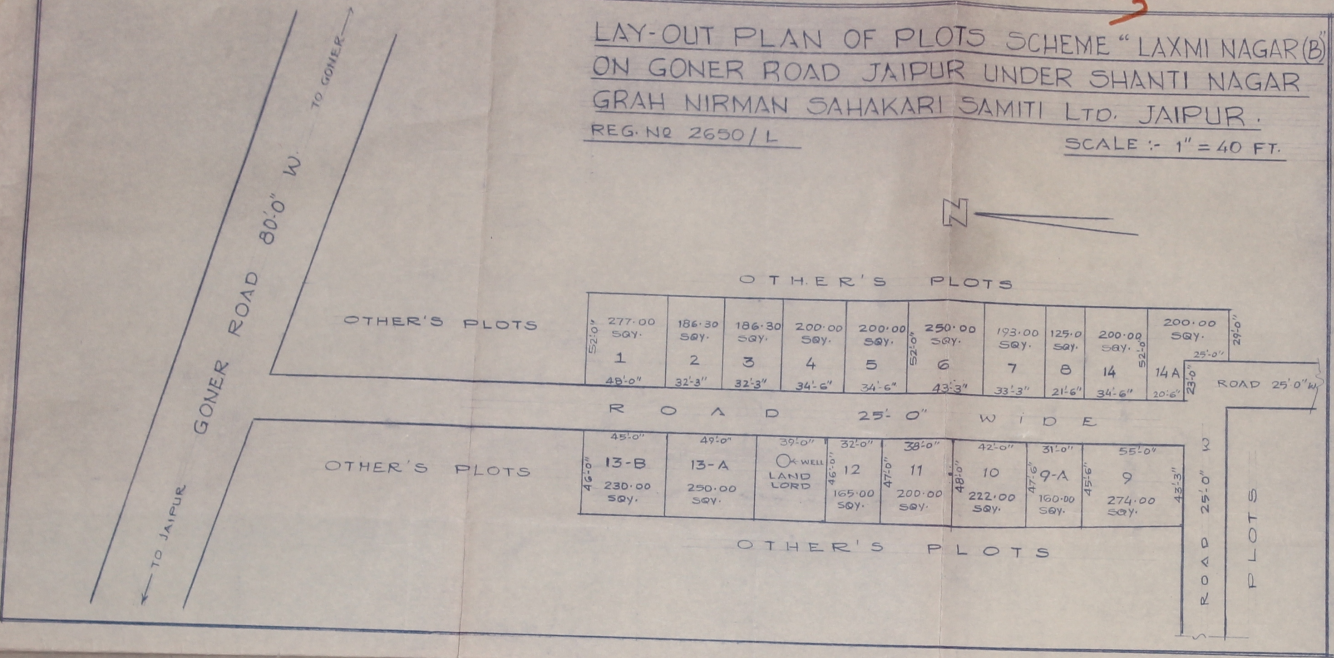 LAY-OUT PLAN OF PLOTS SCHEME "LAXMI NAGAR(B)"
ON GONER ROAD JAIPUR UNDER SHANTI NAGAR
GRAH NIRMAN SAHAKARI SAMITI LTD. JAIPUR.
REG. NO 2650/L
SCALE :- 1" = 40 FT.
N
TO GONER
GONER ROAD 80'-0" W.
TO JAIPUR
OTHER'S PLOTS
OTHER'S PLOTS
52'-0"
277.00
SQY.
1
48'-0"
186.30
SQY.
2
32'-3"
186.30
SQY.
3
32'-3"
200.00
SQY.
4
34'-6"
200.00
SQY.
5
34'-6"
52'-0"
250.00
SQY.
6
43'-3"
193.00
SQY.
7
33'-3"
125.0
SQY.
8
21'-6"
200.00
SQY.
14
34'-6"
52'-0"
200.00
SQY.
14 A
20'-6"
29'-0"
25'-0"
23'-0"
ROAD 25'0" W
ROAD 25'-0" WIDE
OTHER'S PLOTS
46'-0"
45'-0"
13-B
230.00
SQY.
49'-0"
13-A
250.00
SQY.
39'-0"
WELL
LAND
LORD
46'-0"
32'-0"
12
165.00
SQY.
47'-0"
38'-0"
11
200.00
SQY.
48'-0"
42'-0"
10
222.00
SQY.
47'-6"
31'-0"
9-A
160.00
SQY.
45'-6"
55'-0"
9
274.00
SQY.
43'-3"
OTHER'S PLOTS
ROAD 25'-0" W
PLOTS